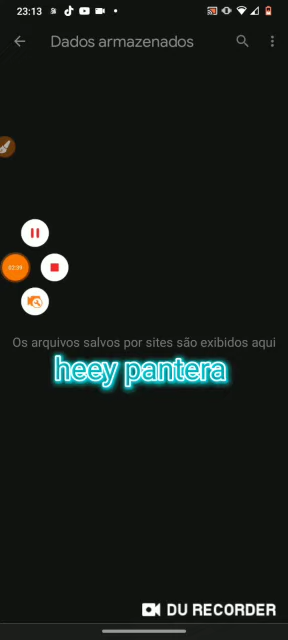 23:13
Dados armazenados
02:39
Os arquivos salvos por sites são exibidos aqui
heey pantera
DU RECORDER